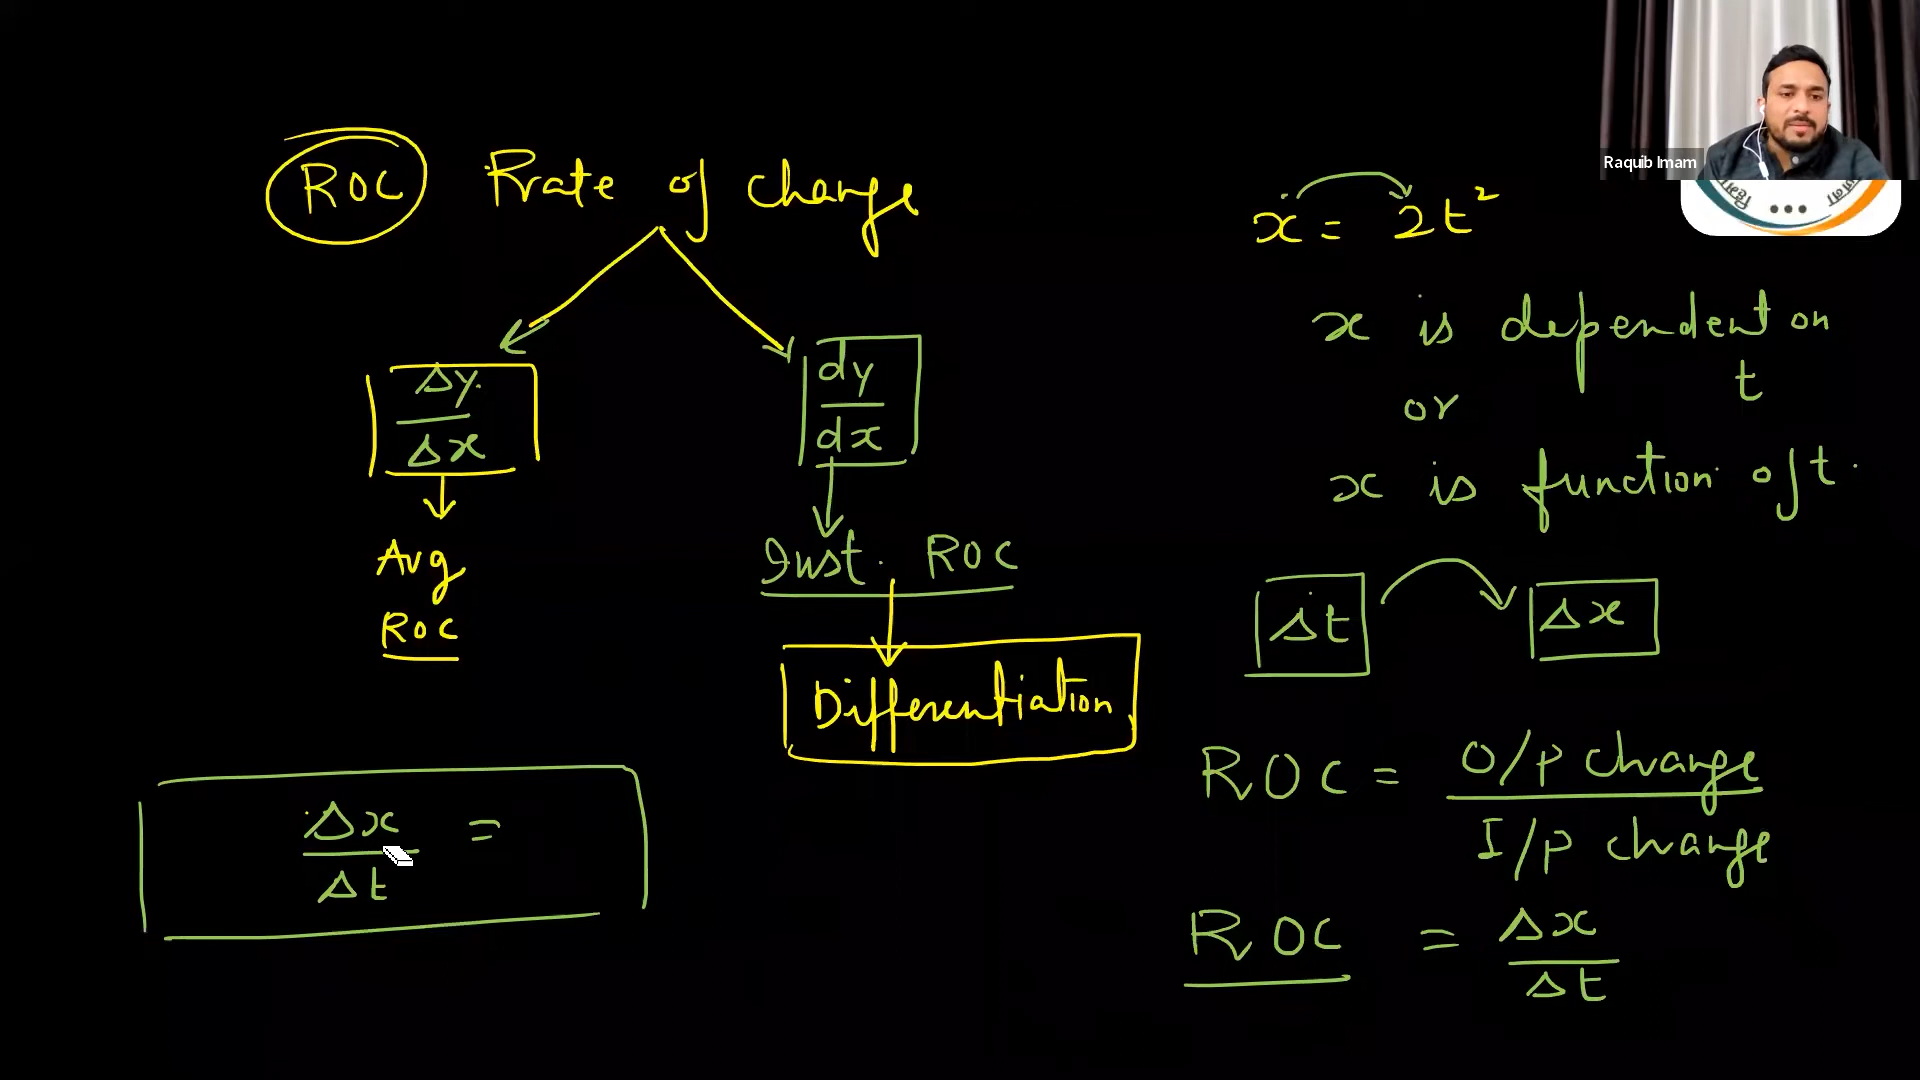 ROC Rate of change
Δy
Δx
Avg
ROC
dy
dx
Inst. ROC
Differentiation
Δx =
Δt
x = 2t²
x is dependent on
t
or
x is function of t.
Δt Δx
ROC = O/P change
I/P change
ROC = Δx
Δt
Raquib Imam